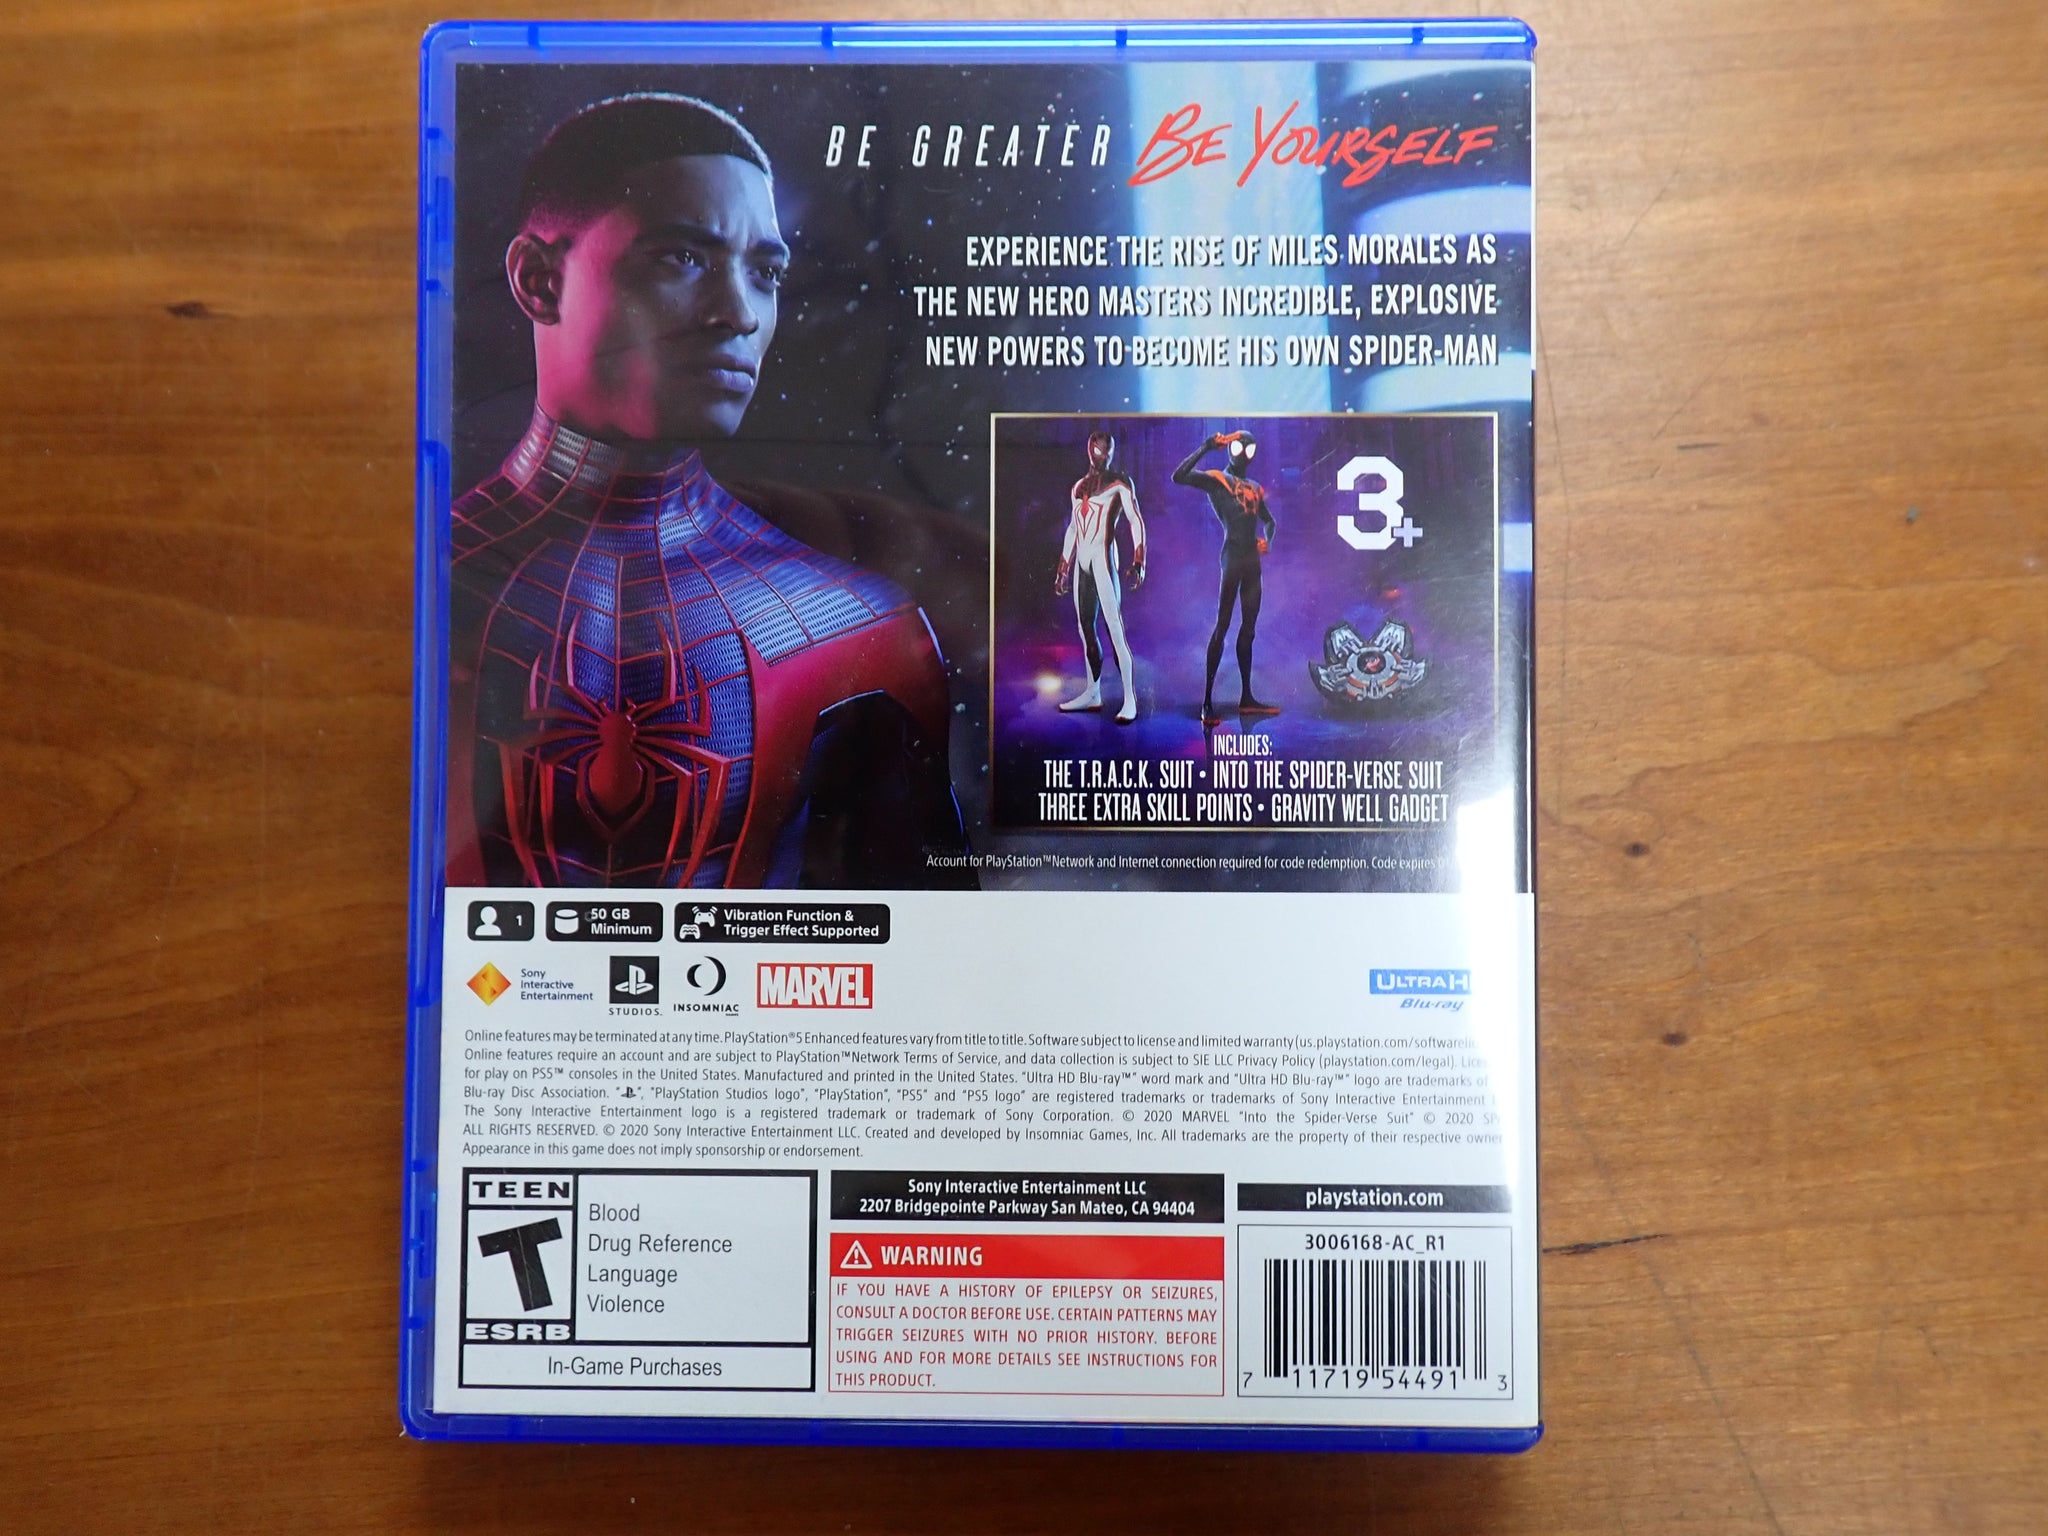 BE GREATER BE YOURSELF
EXPERIENCE THE RISE OF MILES MORALES AS
THE NEW HERO MASTERS INCREDIBLE, EXPLOSIVE
NEW POWERS TO BECOME HIS OWN SPIDER-MAN
3+
INCLUDES:
THE T.R.A.C.K. SUIT • INTO THE SPIDER-VERSE SUIT
THREE EXTRA SKILL POINTS • GRAVITY WELL GADGET
Account for PlayStation™Network and Internet connection required for code redemption. Code expires
1
50 GB
Minimum
Vibration Function &
Trigger Effect Supported
Sony
Interactive
Entertainment
STUDIOS
INSOMNIAC
MARVEL
ULTRA H
Blu-ray
Online features may be terminated at any time. PlayStation®5 Enhanced features vary from title to title. Software subject to license and limited warranty (us.playstation.com/softwarelic
Online features require an account and are subject to PlayStation™Network Terms of Service, and data collection is subject to SIE LLC Privacy Policy (playstation.com/legal).
for play on PS5™ consoles in the United States. Manufactured and printed in the United States. "Ultra HD Blu-ray™" word mark and "Ultra HD Blu-ray™" logo are trademarks of
Blu-ray Disc Association. "", "PlayStation Studios logo", "PlayStation", "PS5" and "PS5 logo" are registered trademarks or trademarks of Sony Interactive Entertainment
The Sony Interactive Entertainment logo is a registered trademark or trademark of Sony Corporation. © 2020 MARVEL "Into the Spider-Verse Suit" © 2020
ALL RIGHTS RESERVED. © 2020 Sony Interactive Entertainment LLC. Created and developed by Insomniac Games, Inc. All trademarks are the property of their respective owner
Appearance in this game does not imply sponsorship or endorsement.
TEEN
T
ESRB
Blood
Drug Reference
Language
Violence
In-Game Purchases
Sony Interactive Entertainment LLC
2207 Bridgepointe Parkway San Mateo, CA 94404
WARNING
IF YOU HAVE A HISTORY OF EPILEPSY OR SEIZURES,
CONSULT A DOCTOR BEFORE USE. CERTAIN PATTERNS MAY
TRIGGER SEIZURES WITH NO PRIOR HISTORY. BEFORE
USING AND FOR MORE DETAILS SEE INSTRUCTIONS FOR
THIS PRODUCT.
playstation.com
3006168-AC_R1
7 11719 54491 3